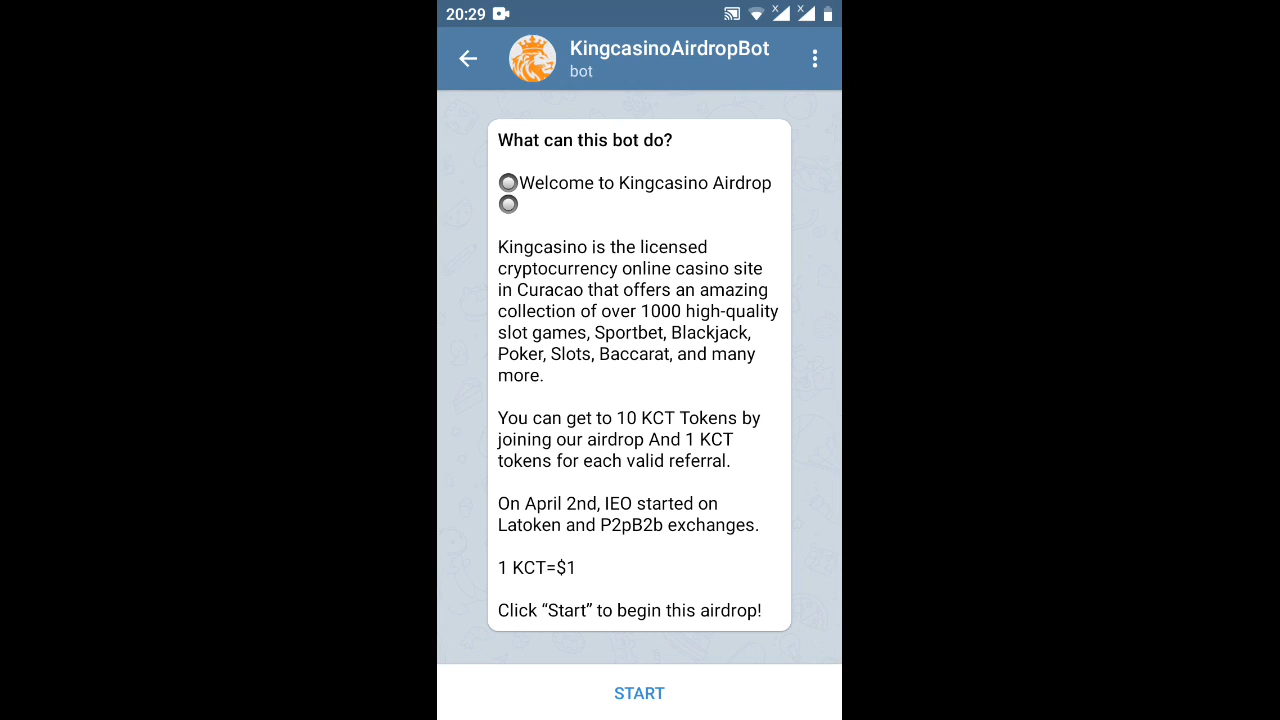 20:29
KingcasinoAirdropBot
bot
What can this bot do?
Welcome to Kingcasino Airdrop
Kingcasino is the licensed
cryptocurrency online casino site
in Curacao that offers an amazing
collection of over 1000 high-quality
slot games, Sportbet, Blackjack,
Poker, Slots, Baccarat, and many
more.
You can get to 10 KCT Tokens by
joining our airdrop And 1 KCT
tokens for each valid referral.
On April 2nd, IEO started on
Latoken and P2pB2b exchanges.
1 KCT=$1
Click “Start” to begin this airdrop!
START